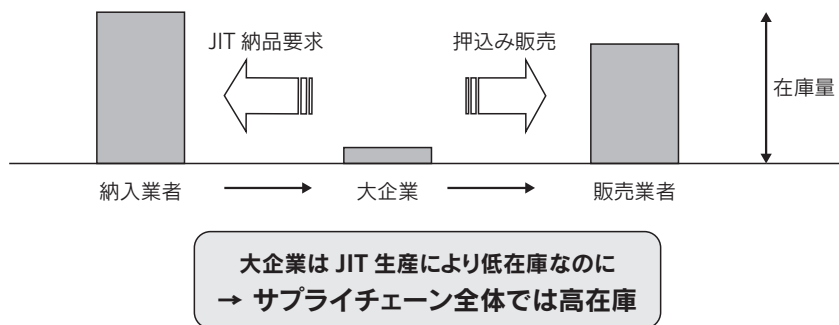 JIT 納品要求
押込み販売
在庫量
納入業者
大企業
販売業者
大企業は JIT 生産により低在庫なのに
→ サプライチェーン全体では高在庫